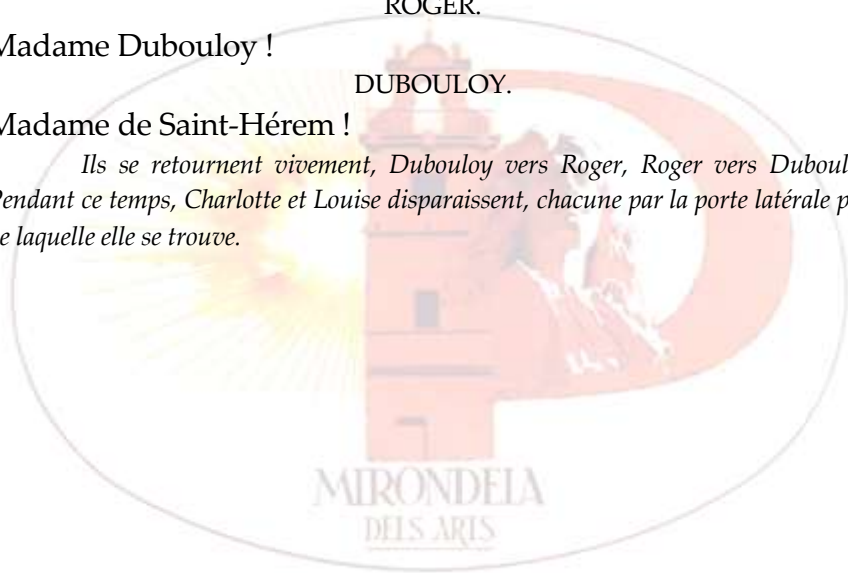 ROGER.
Madame Dubouloy !
DUBOULOY.
Madame de Saint-Hérem !
Ils se retournent vivement, Dubouloy vers Roger, Roger vers Duboul
Pendant ce temps, Charlotte et Louise disparaissent, chacune par la porte latérale p
e laquelle elle se trouve.
MIRONDELA
DELS ARTS